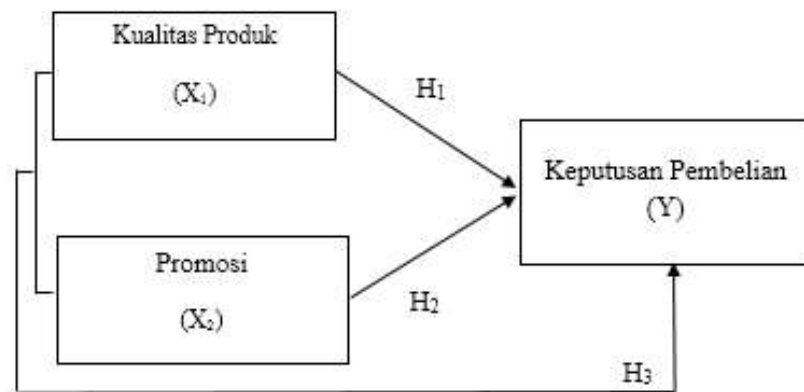 Kualitas Produk
(X₁)
H₁
Keputusan Pembelian
(Y)
Promosi
(X₂)
H₂
H₃